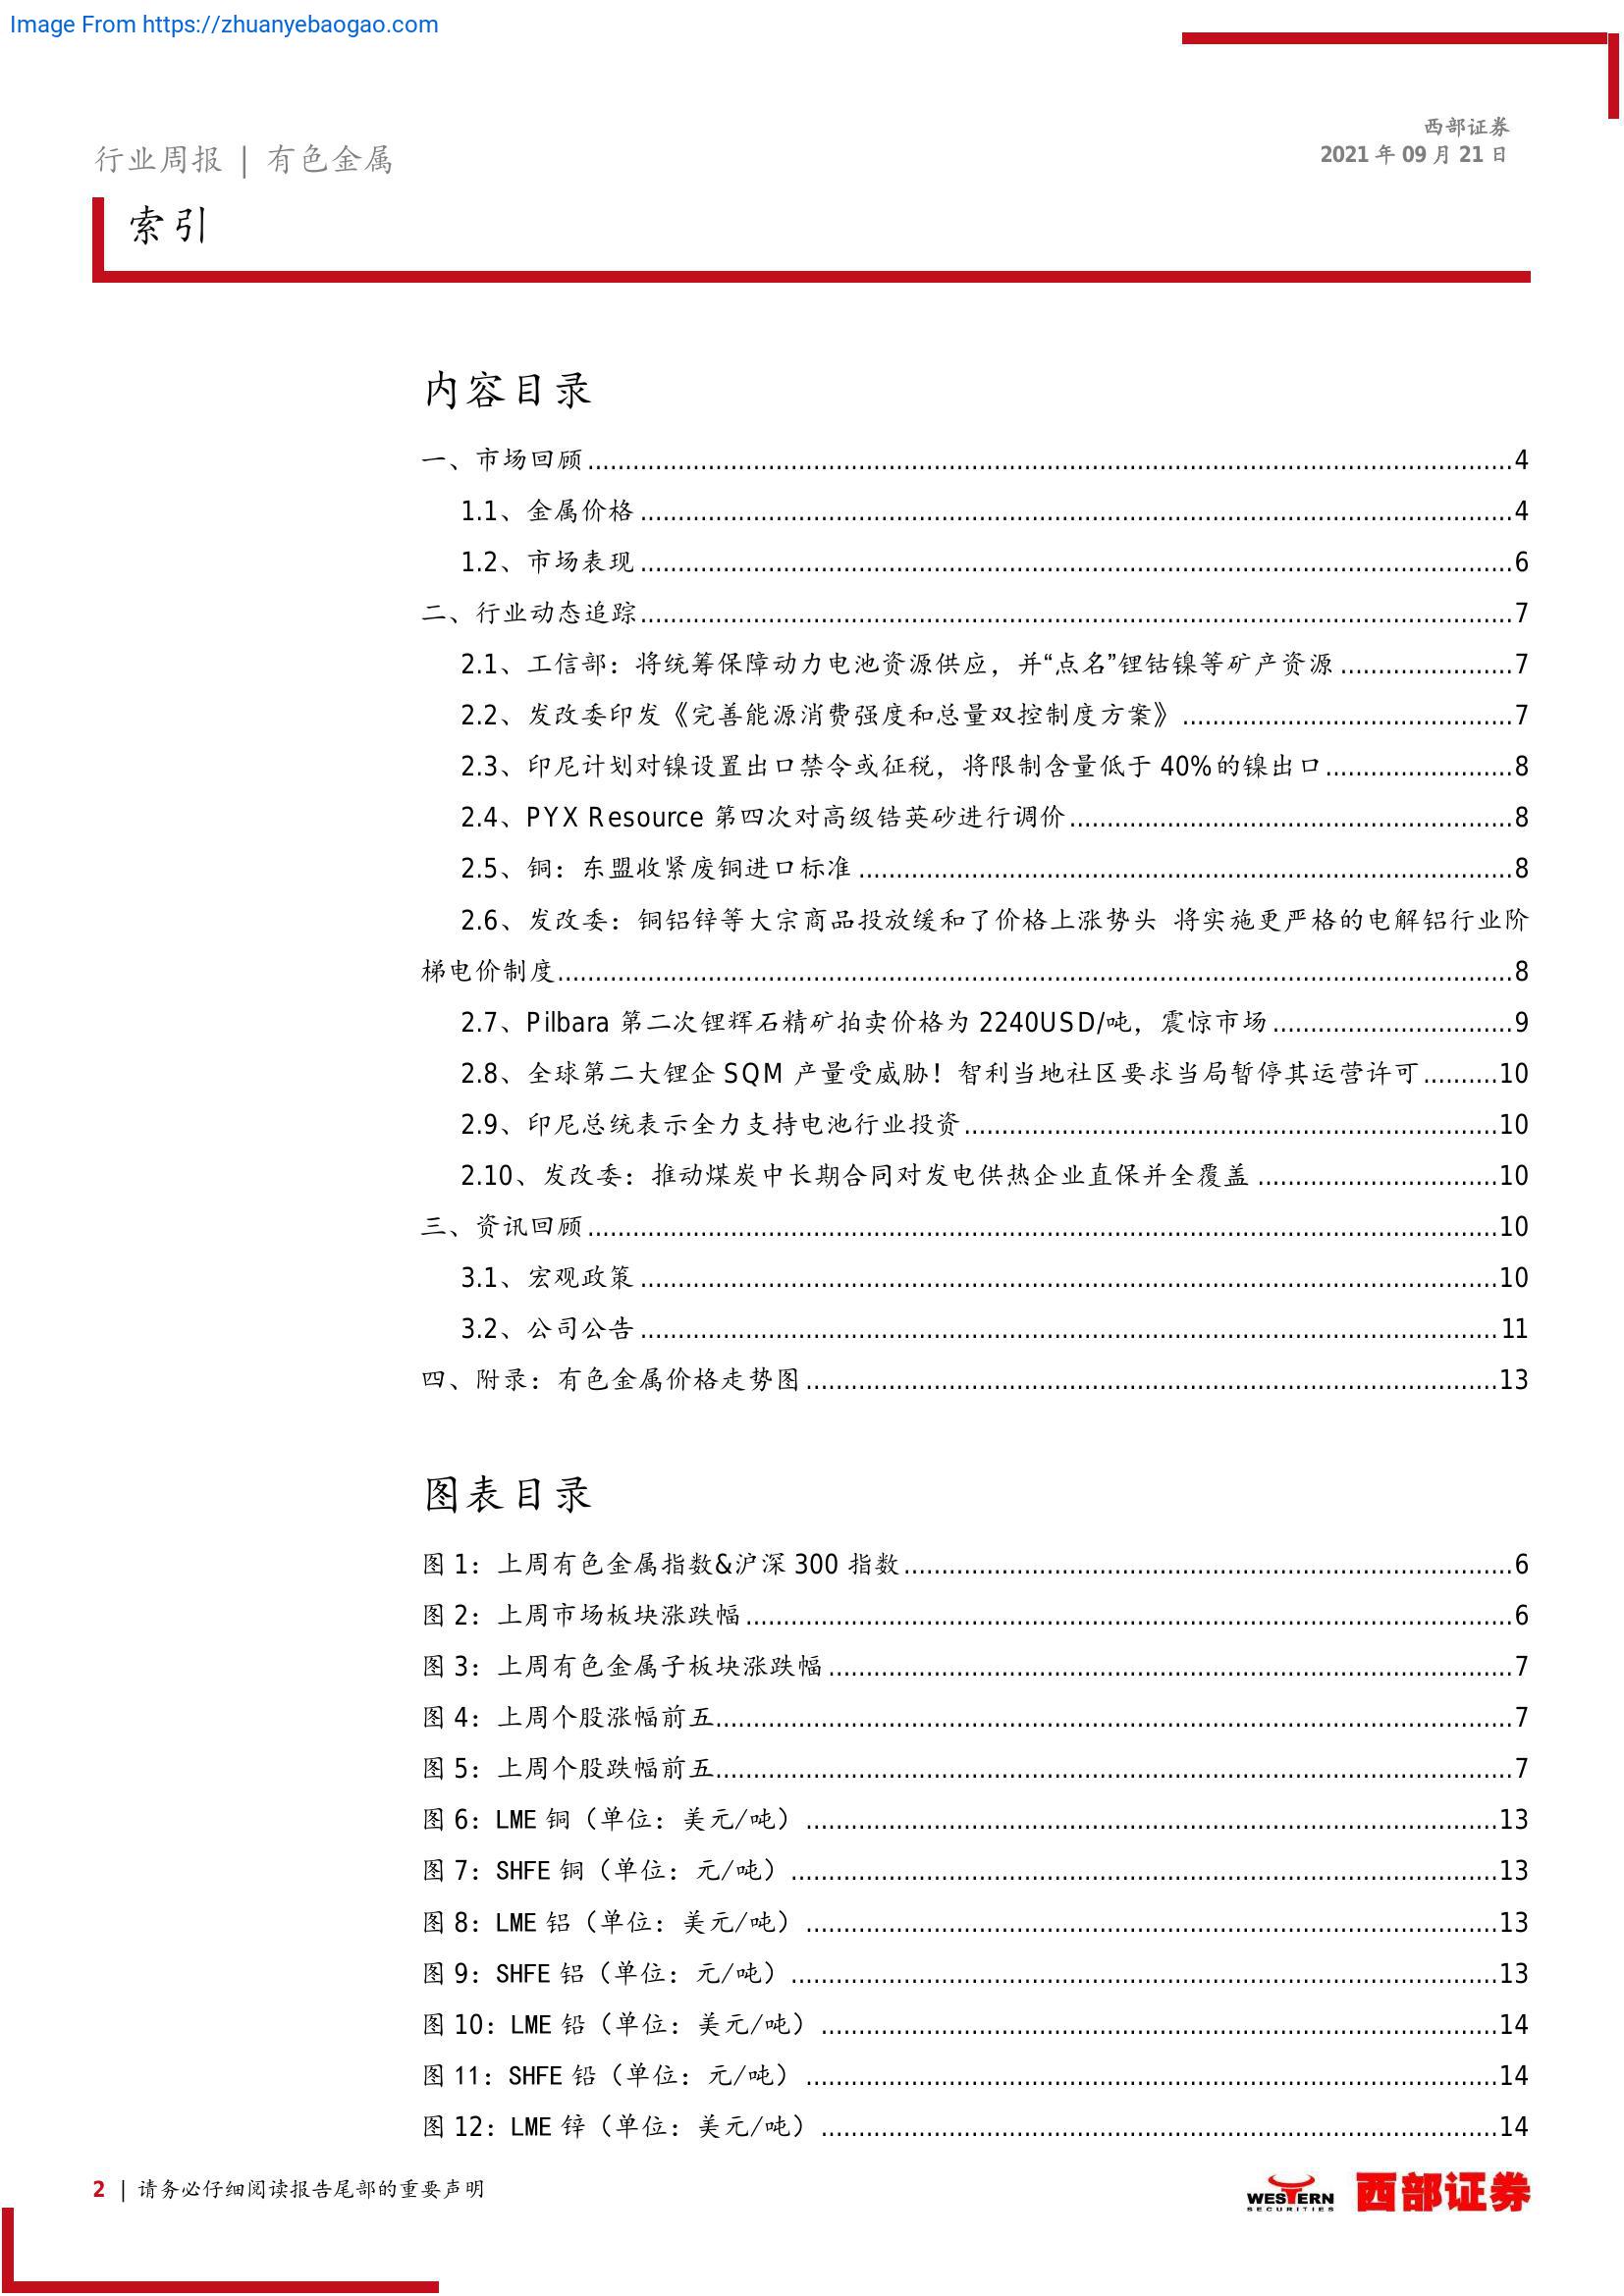 Image From https://zhuanyebaogao.com
西部证券
2021 年 09 月 21 日
行业周报 | 有色金属
索引
内容目录
一、市场回顾........................................4
1.1、金属价格........................................4
1.2、市场表现........................................6
二、行业动态追踪........................................7
2.1、工信部：将统筹保障动力电池资源供应，并“点名”锂钴镍等矿产资源........................................7
2.2、发改委印发《完善能源消费强度和总量双控制度方案》........................................7
2.3、印尼计划对镍设置出口禁令或征税，将限制含量低于 40%的镍出口........................................8
2.4、PYX Resource 第四次对高级锆英砂进行调价........................................8
2.5、铜：东盟收紧废铜进口标准........................................8
2.6、发改委：铜铝锌等大宗商品投放缓和了价格上涨势头 将实施更严格的电解铝行业阶
梯电价制度........................................8
2.7、Pilbara 第二次锂辉石精矿拍卖价格为 2240USD/吨，震惊市场........................................9
2.8、全球第二大锂企 SQM 产量受威胁！智利当地社区要求当局暂停其运营许可..........10
2.9、印尼总统表示全力支持电池行业投资........................................10
2.10、发改委：推动煤炭中长期合同对发电供热企业直保并全覆盖........................................10
三、资讯回顾........................................10
3.1、宏观政策........................................10
3.2、公司公告........................................11
四、附录：有色金属价格走势图........................................13
图表目录
图 1：上周有色金属指数&沪深 300 指数........................................6
图 2：上周市场板块涨跌幅........................................6
图 3：上周有色金属子板块涨跌幅........................................7
图 4：上周个股涨幅前五........................................7
图 5：上周个股跌幅前五........................................7
图 6：LME 铜（单位：美元/吨）........................................13
图 7：SHFE 铜（单位：元/吨）........................................13
图 8：LME 铝（单位：美元/吨）........................................13
图 9：SHFE 铝（单位：元/吨）........................................13
图 10：LME 铅（单位：美元/吨）........................................14
图 11：SHFE 铅（单位：元/吨）........................................14
图 12：LME 锌（单位：美元/吨）........................................14
2 | 请务必仔细阅读报告尾部的重要声明
WESTERN
SECURITIES
西部证券